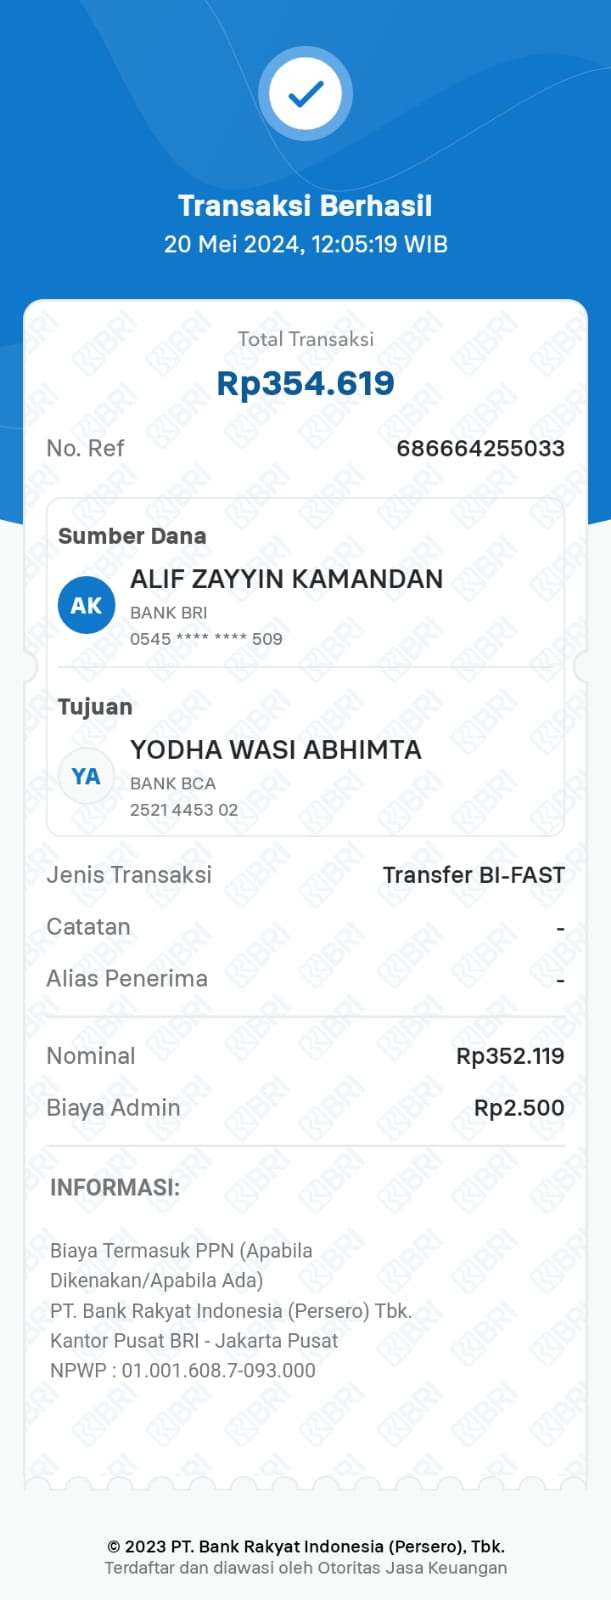 Transaksi Berhasil
20 Mei 2024, 12:05:19 WIB
Total Transaksi
Rp354.619
No. Ref 686664255033
Sumber Dana
AK
ALIF ZAYYIN KAMANDAN
BANK BRI
0545 **** **** 509
Tujuan
YA
YODHA WASI ABHIMTA
BANK BCA
2521 4453 02
Jenis Transaksi Transfer BI-FAST
Catatan -
Alias Penerima -
Nominal Rp352.119
Biaya Admin Rp2.500
INFORMASI:
Biaya Termasuk PPN (Apabila
Dikenakan/Apabila Ada)
PT. Bank Rakyat Indonesia (Persero) Tbk.
Kantor Pusat BRI - Jakarta Pusat
NPWP : 01.001.608.7-093.000
© 2023 PT. Bank Rakyat Indonesia (Persero), Tbk.
Terdaftar dan diawasi oleh Otoritas Jasa Keuangan